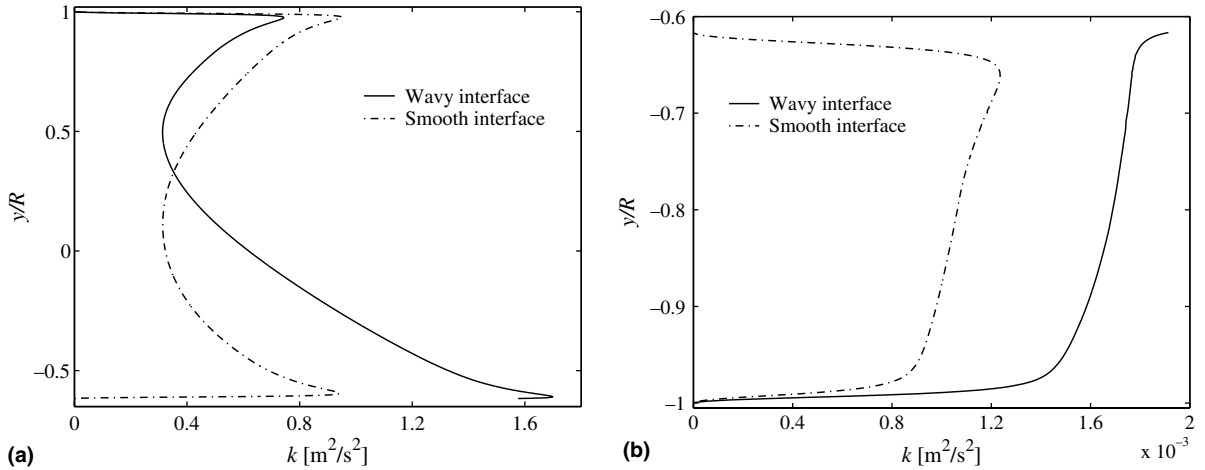 1
0.5
0
−0.5
y/R
Wavy interface
Smooth interface
0
0.4
0.8
1.2
1.6
k [m²/s²]
(a)
−0.6
−0.7
−0.8
−0.9
−1
y/R
Wavy interface
Smooth interface
0
0.4
0.8
1.2
1.6
2
x 10⁻³
k [m²/s²]
(b)